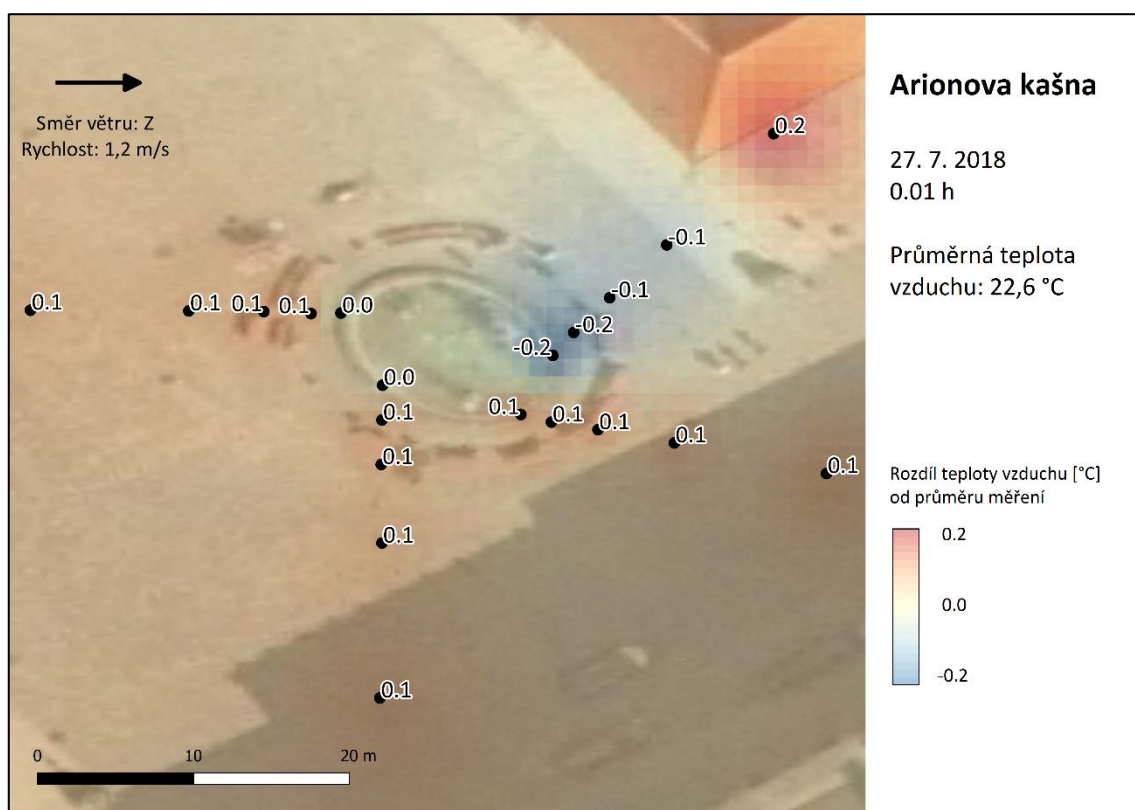 Směr větru: Z
Rychlost: 1,2 m/s
Arionova kašna
27. 7. 2018
0.01 h
Průměrná teplota
vzduchu: 22,6 °C
0.2
-0.1
-0.1
0.1
0.1
0.1
0.1
0.0
-0.2
-0.2
0.0
0.1
0.1
0.1
0.1
0.1
0.1
0.1
0.1
0.1
Rozdíl teploty vzduchu [°C]
od průměru měření
0.2
0.0
-0.2
0 10 20 m